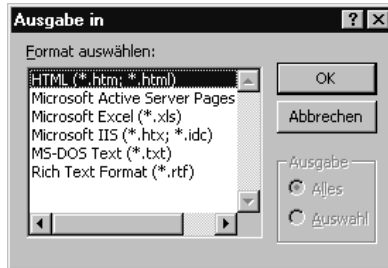 Ausgabe in
Format auswählen:
HTML (*.htm; *.html)
Microsoft Active Server Pages
Microsoft Excel (*.xls)
Microsoft IIS (*.htx; *.idc)
MS-DOS Text (*.txt)
Rich Text Format (*.rtf)
OK
Abbrechen
Ausgabe
Alles
Auswahl